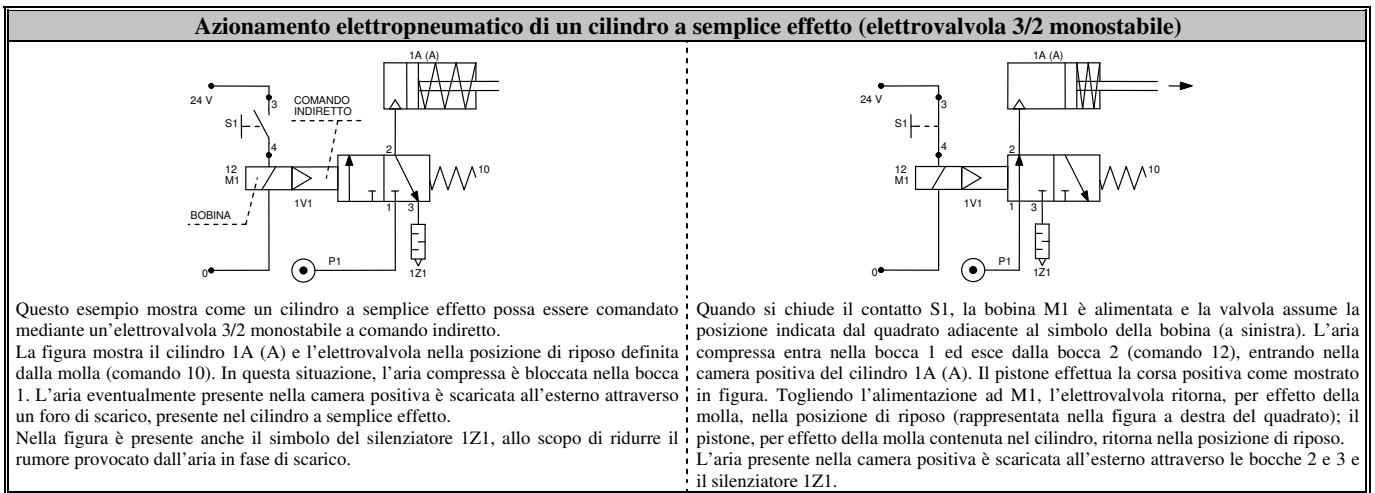 Azionamento elettropneumatico di un cilindro a semplice effetto (elettrovalvola 3/2 monostabile)
1A (A)
24 V
3
COMANDO
INDIRETTO
S1
4
2
12
M1
10
1V1
1
3
BOBINA
P1
0
1Z1
Questo esempio mostra come un cilindro a semplice effetto possa essere comandato
mediante un'elettrovalvola 3/2 monostabile a comando indiretto.
La figura mostra il cilindro 1A (A) e l'elettrovalvola nella posizione di riposo definita
dalla molla (comando 10). In questa situazione, l'aria compressa è bloccata nella bocca
1. L'aria eventualmente presente nella camera positiva è scaricata all'esterno attraverso
un foro di scarico, presente nel cilindro a semplice effetto.
Nella figura è presente anche il simbolo del silenziatore 1Z1, allo scopo di ridurre il
rumore provocato dall'aria in fase di scarico.
1A (A)
24 V
3
S1
4
2
12
M1
10
1V1
1
3
P1
0
1Z1
Quando si chiude il contatto S1, la bobina M1 è alimentata e la valvola assume la
posizione indicata dal quadrato adiacente al simbolo della bobina (a sinistra). L'aria
compressa entra nella bocca 1 ed esce dalla bocca 2 (comando 12), entrando nella
camera positiva del cilindro 1A (A). Il pistone effettua la corsa positiva come mostrato
in figura. Togliendo l'alimentazione ad M1, l'elettrovalvola ritorna, per effetto della
molla, nella posizione di riposo (rappresentata nella figura a destra del quadrato); il
pistone, per effetto della molla contenuta nel cilindro, ritorna nella posizione di riposo.
L'aria presente nella camera positiva è scaricata all'esterno attraverso le bocche 2 e 3 e
il silenziatore 1Z1.